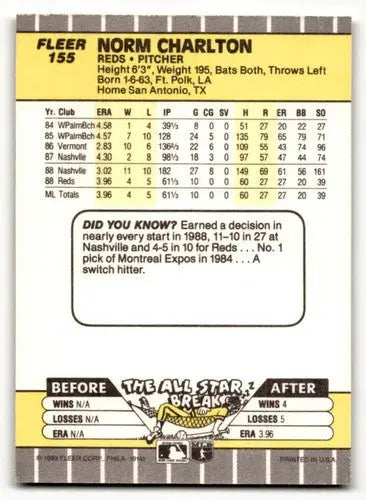 FLEER
155
NORM CHARLTON
REDS • PITCHER
Height 6'3", Weight 195, Bats Both, Throws Left
Born 1-6-63, Ft. Polk, LA
Home San Antonio, TX
Yr. Club ERA W L IP G CG SV H R ER BB SO
84 WPalmBch 4.58 1 4 39⅓ 8 0 0 51 27 20 22 27
85 WPalmBch 4.57 7 10 128 24 5 0 135 79 65 79 71
86 Vermont 2.83 10 6 136⅔ 22 6 0 109 55 43 74 96
87 Nashvlle 4.30 2 8 98⅓ 18 3 1 97 57 47 44 74
88 Nashvlle 3.02 11 10 182 27 8 0 149 69 61 56 161
88 Reds 3.96 4 5 61⅓ 10 0 0 60 27 27 20 39
ML Totals 3.96 4 5 61⅓ 10 0 0 60 27 27 20 39
DID YOU KNOW? Earned a decision in
nearly every start in 1988, 11-10 in 27 at
Nashville and 4-5 in 10 for Reds . . . No. 1
pick of Montreal Expos in 1984 . . . A
switch hitter.
BEFORE THE ALL STAR BREAK AFTER
WINS N/A WINS 4
LOSSES N/A LOSSES 5
ERA N/A ERA 3.96
© 1989 FLEER CORP., PHILA. 19141 PRINTED IN U.S.A.